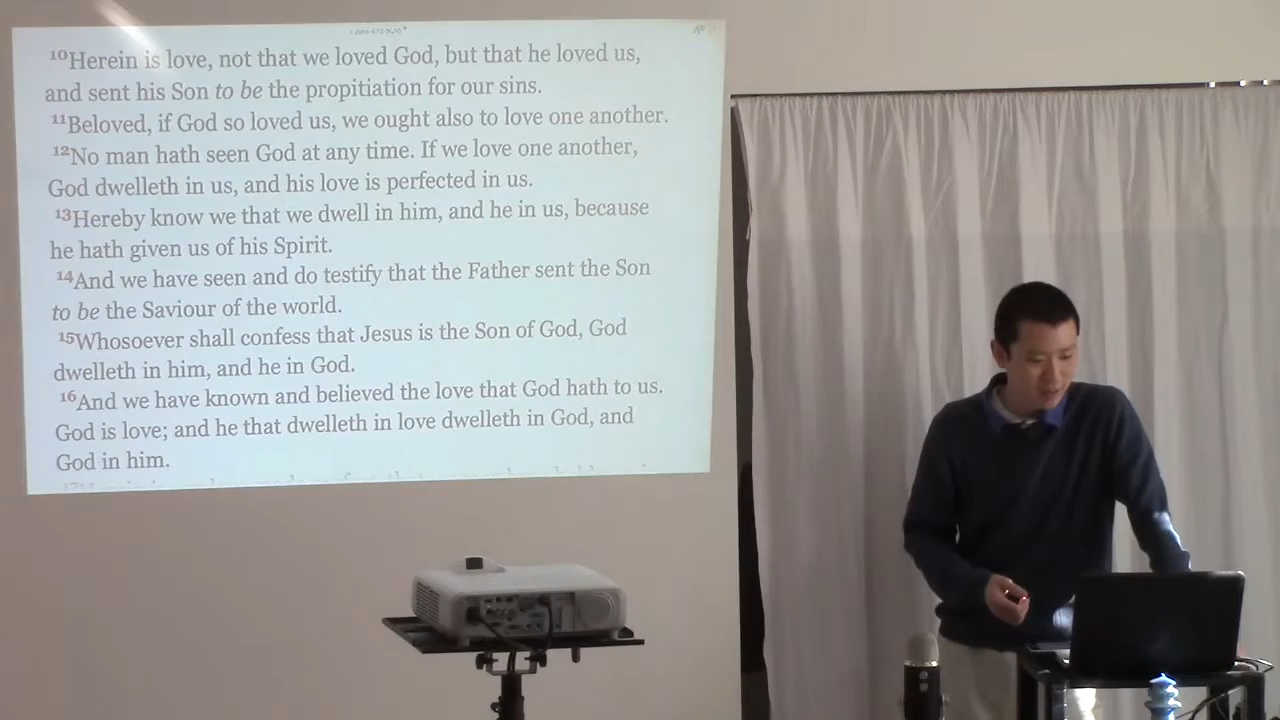 1 John 4:10 (KJV)
¹⁰Herein is love, not that we loved God, but that he loved us,
and sent his Son to be the propitiation for our sins.
¹¹Beloved, if God so loved us, we ought also to love one another.
¹²No man hath seen God at any time. If we love one another,
God dwelleth in us, and his love is perfected in us.
¹³Hereby know we that we dwell in him, and he in us, because
he hath given us of his Spirit.
¹⁴And we have seen and do testify that the Father sent the Son
to be the Saviour of the world.
¹⁵Whosoever shall confess that Jesus is the Son of God, God
dwelleth in him, and he in God.
¹⁶And we have known and believed the love that God hath to us.
God is love; and he that dwelleth in love dwelleth in God, and
God in him.